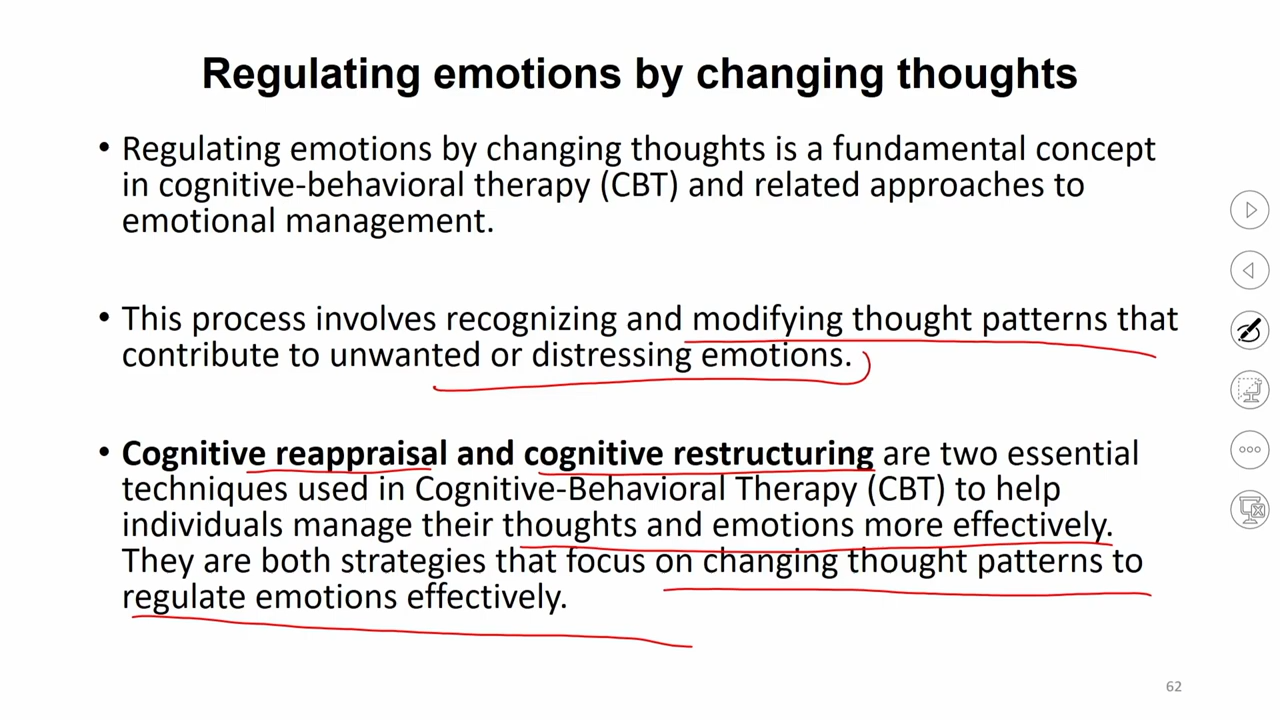 Regulating emotions by changing thoughts
• Regulating emotions by changing thoughts is a fundamental concept
in cognitive-behavioral therapy (CBT) and related approaches to
emotional management.
• This process involves recognizing and modifying thought patterns that
contribute to unwanted or distressing emotions.
• Cognitive reappraisal and cognitive restructuring are two essential
techniques used in Cognitive-Behavioral Therapy (CBT) to help
individuals manage their thoughts and emotions more effectively.
They are both strategies that focus on changing thought patterns to
regulate emotions effectively.
62